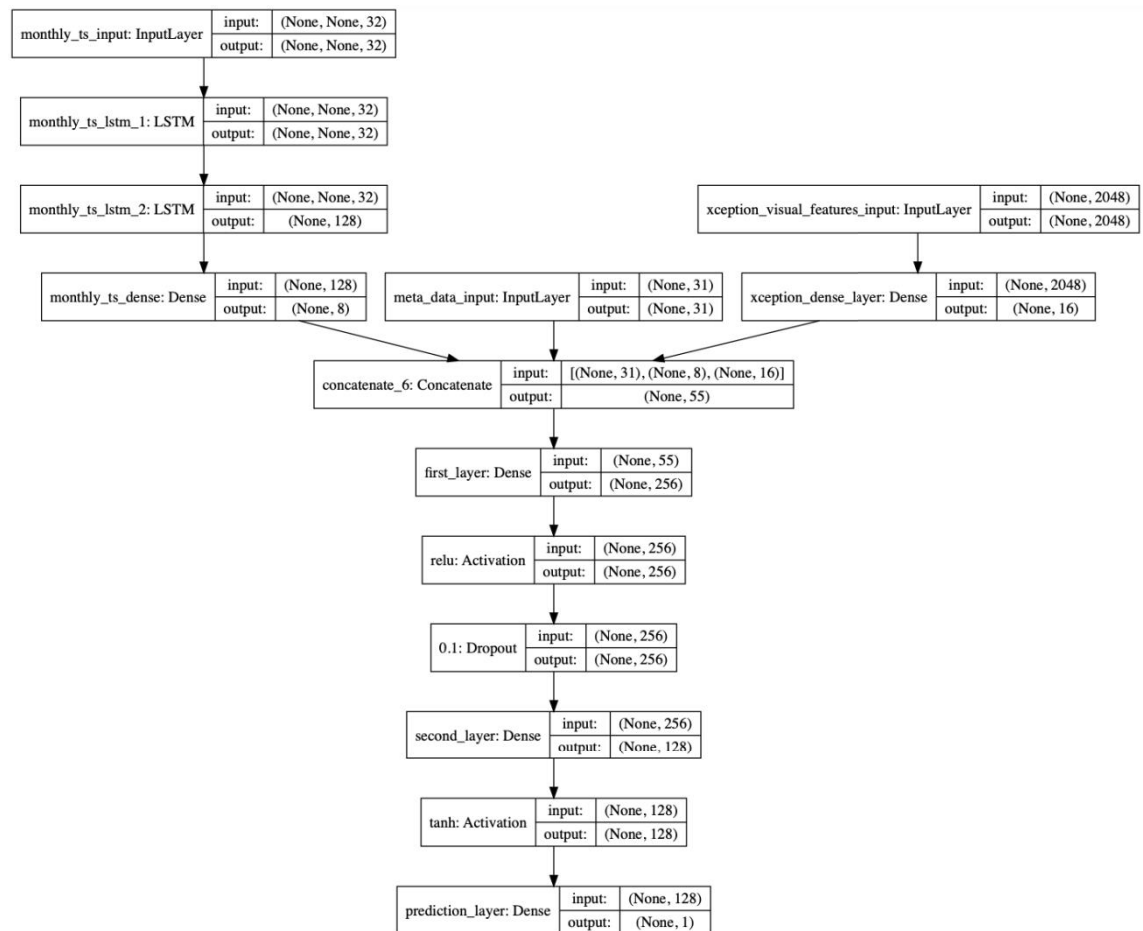 monthly_ts_input: InputLayer
input: (None, None, 32)
output: (None, None, 32)
monthly_ts_lstm_1: LSTM
input: (None, None, 32)
output: (None, None, 32)
monthly_ts_lstm_2: LSTM
input: (None, None, 32)
output: (None, 128)
xception_visual_features_input: InputLayer
input: (None, 2048)
output: (None, 2048)
monthly_ts_dense: Dense
input: (None, 128)
output: (None, 8)
meta_data_input: InputLayer
input: (None, 31)
output: (None, 31)
xception_dense_layer: Dense
input: (None, 2048)
output: (None, 16)
concatenate_6: Concatenate
input: [(None, 31), (None, 8), (None, 16)]
output: (None, 55)
first_layer: Dense
input: (None, 55)
output: (None, 256)
relu: Activation
input: (None, 256)
output: (None, 256)
0.1: Dropout
input: (None, 256)
output: (None, 256)
second_layer: Dense
input: (None, 256)
output: (None, 128)
tanh: Activation
input: (None, 128)
output: (None, 128)
prediction_layer: Dense
input: (None, 128)
output: (None, 1)